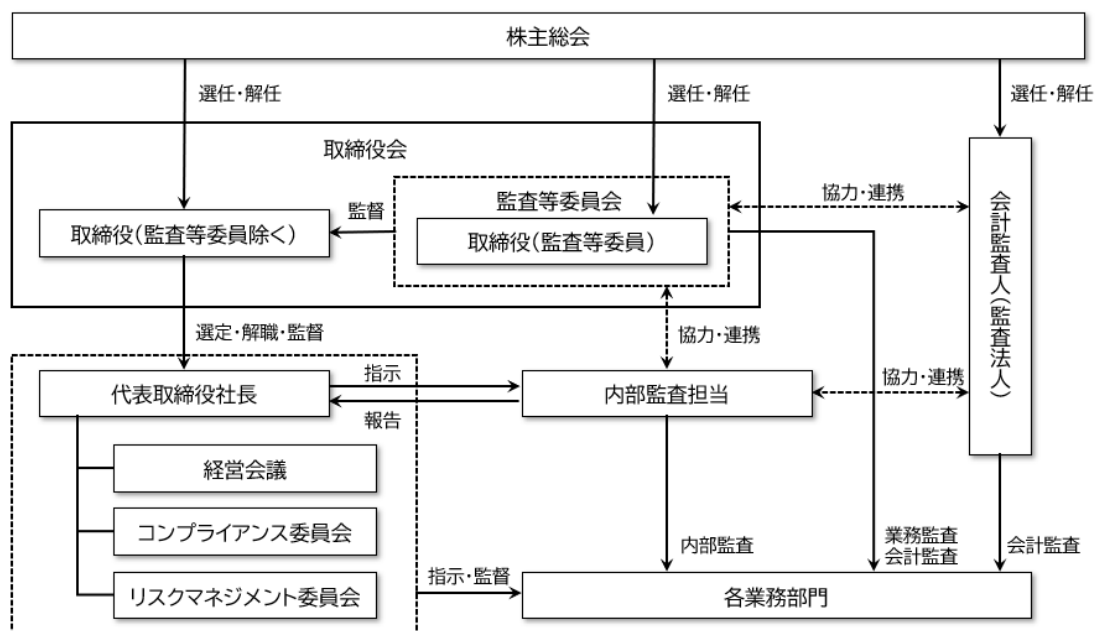 株主総会
選任・解任
選任・解任
選任・解任
取締役会
監査等委員会
協力・連携
監督
取締役(監査等委員除く)
取締役(監査等委員)
会計監査人(監査法人)
選定・解職・監督
協力・連携
代表取締役社長
指示
報告
内部監査担当
協力・連携
経営会議
コンプライアンス委員会
リスクマネジメント委員会
内部監査
業務監査
会計監査
会計監査
指示・監督
各業務部門